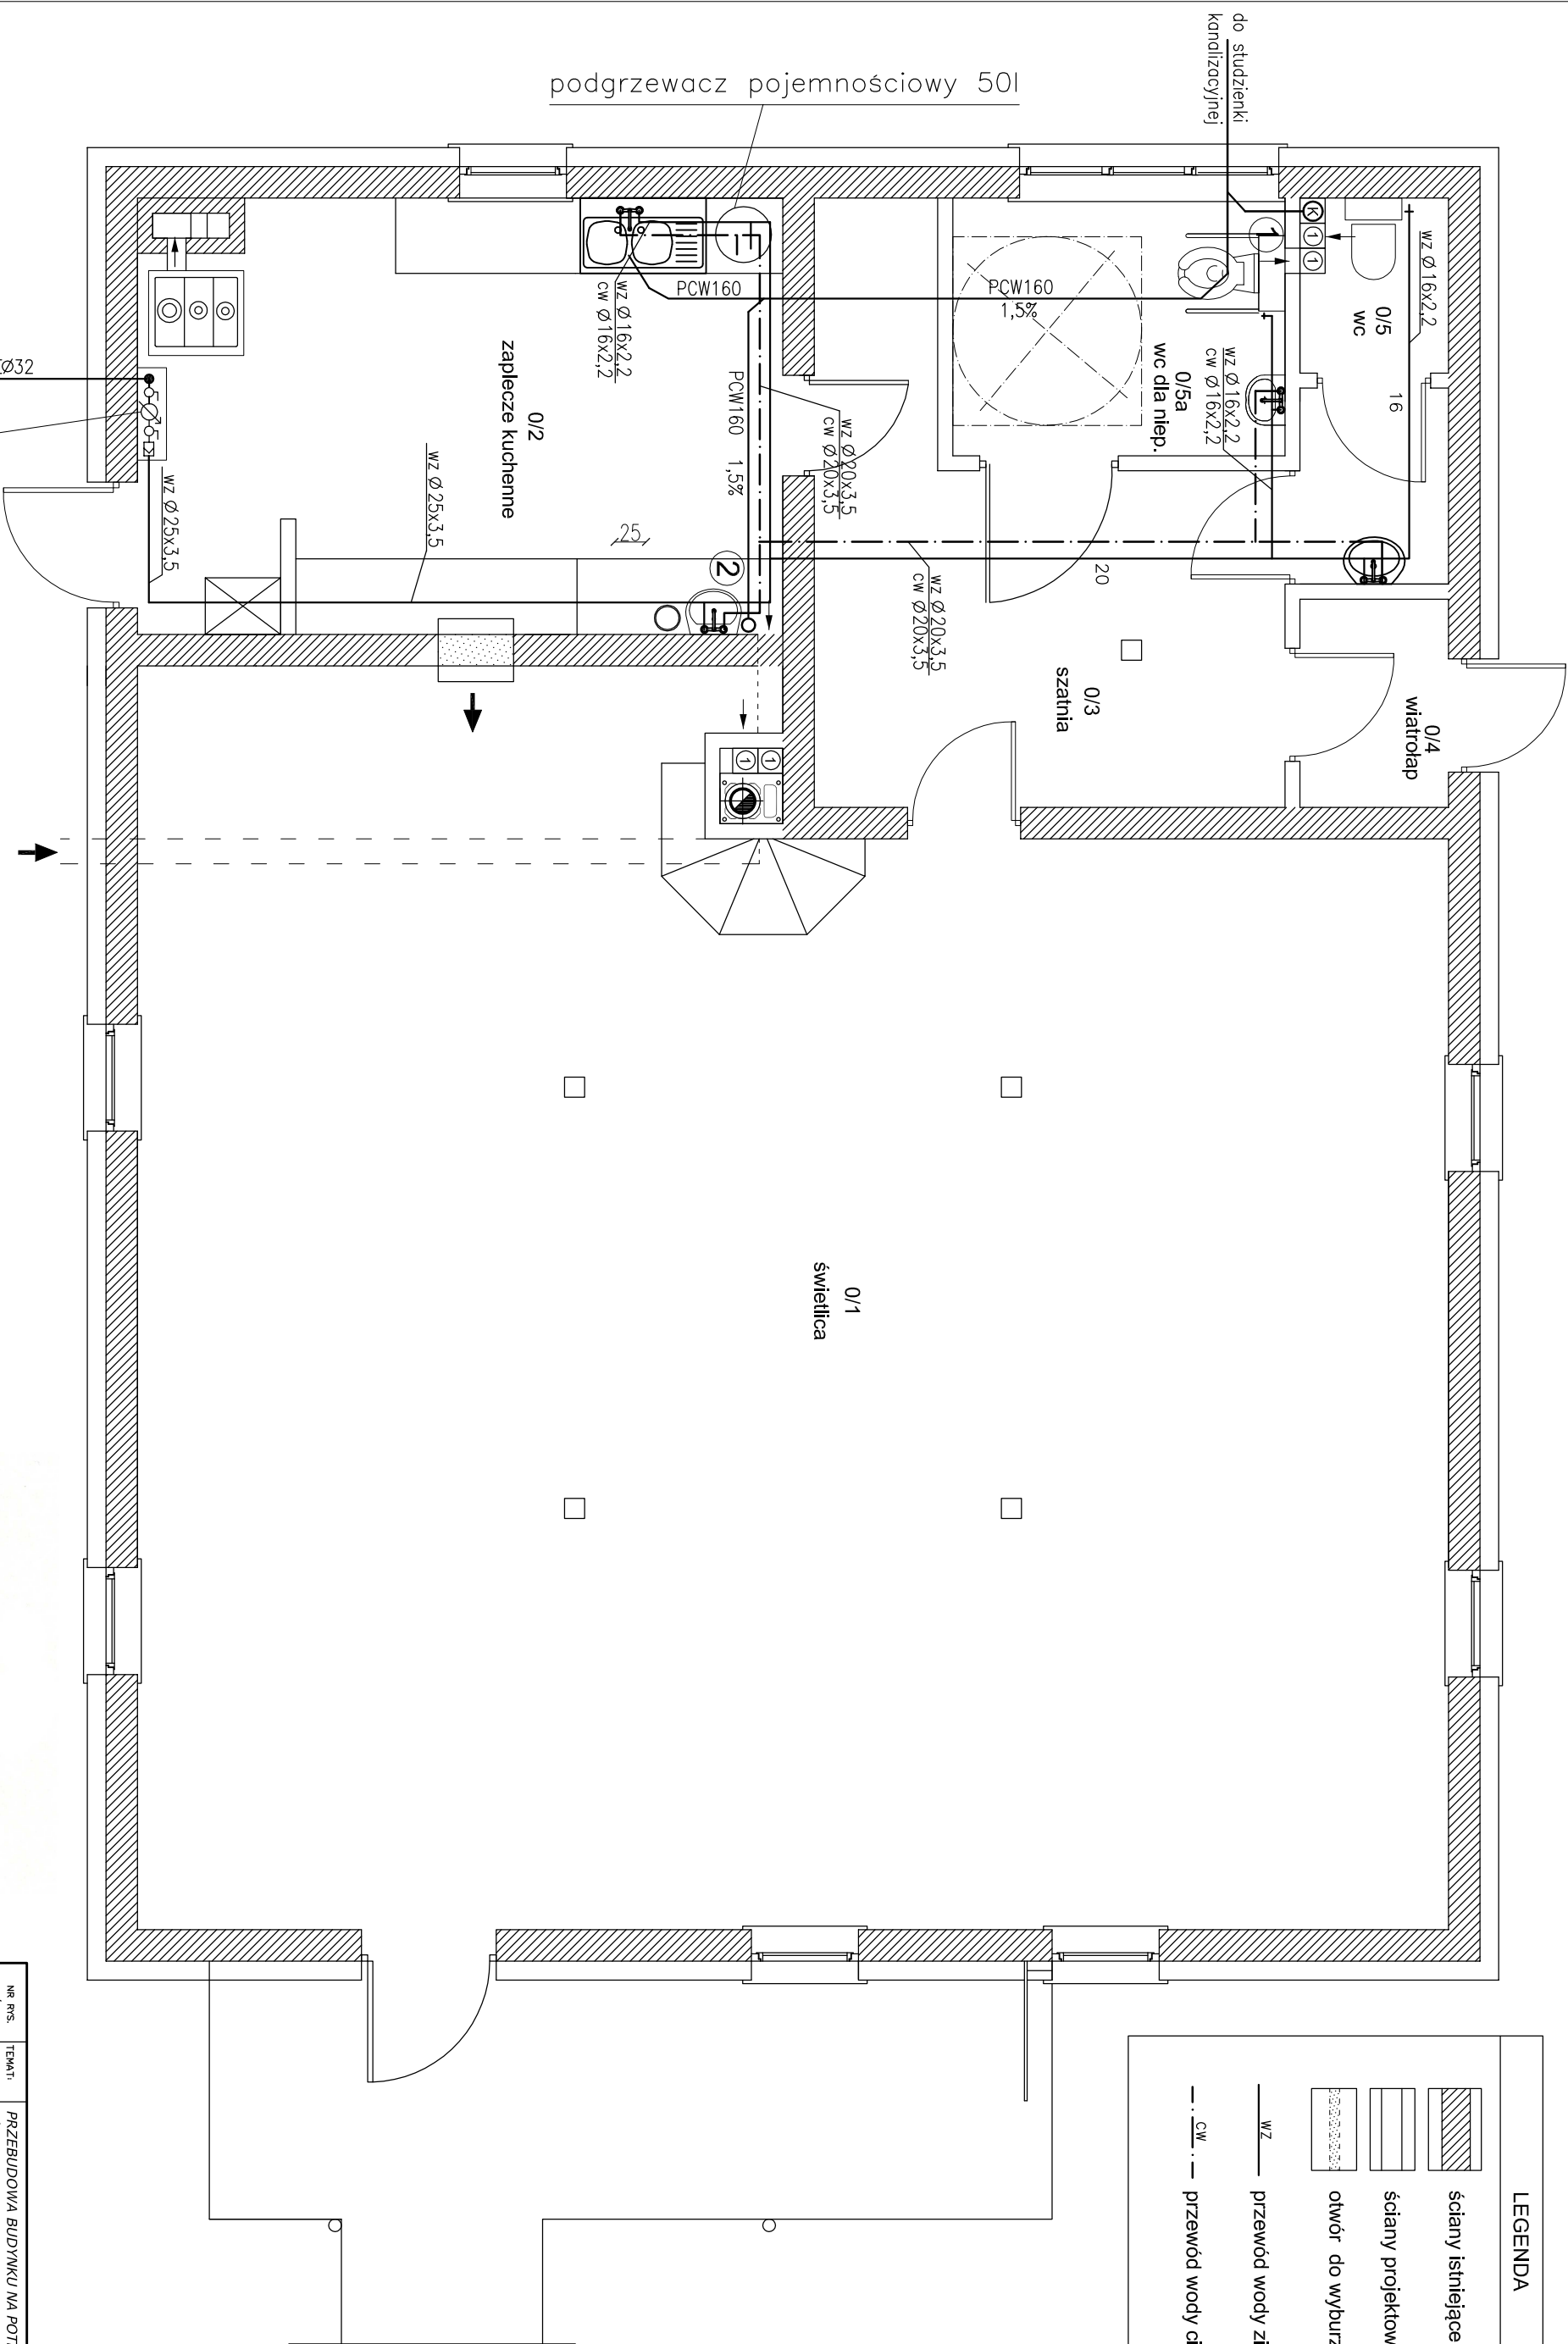 podgrzewacz pojemnościowy 50l
do studzienki
kanalizacyjnej
K
1
1
1
wz Ø16x2,2
0/5
wc
16
PCW160
1,5%
0/5a
wc dla niep.
wz Ø16x2,2
cw Ø16x2,2
PCW160
wz Ø16x2,2
cw Ø16x2,2
0/2
zaplecze kuchenne
PCW160 1,5%
wz Ø20x3,5
cw Ø20x3,5
wz Ø25x3,5
wz Ø25x3,5
25
2
20
wz Ø20x3,5
cw Ø20x3,5
0/3
szatnia
0/4
wiatrołap
1
1
Ø32
0/1
świetlica
LEGENDA
ściany istniejące
ściany projektow
otwór do wyburz
wz
przewód wody zi
cw
przewód wody ci
NR RYS.
TEMAT:
PRZEBUDOWA BUDYNKU NA POT